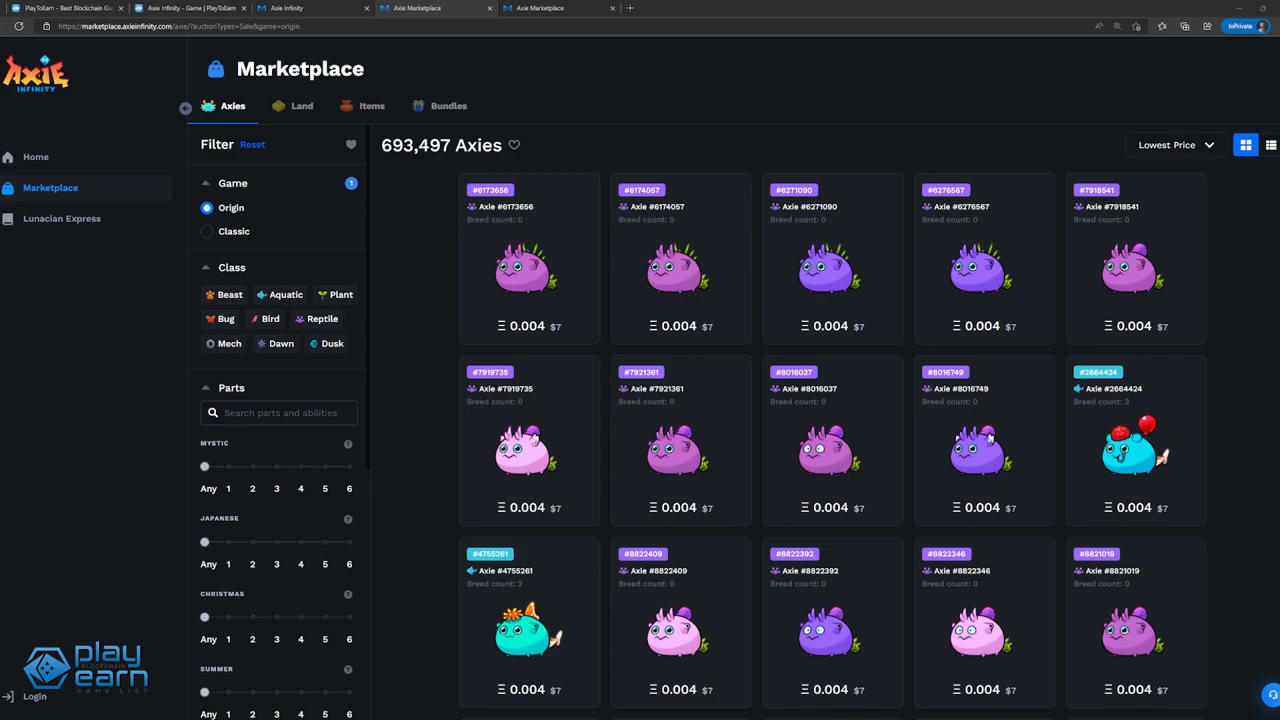 PlayToEarn - Best Blockchain Ga
Axie Infinity - Game | PlayToEarn
Axie Infinity
Axie Marketplace
Axie Marketplace
https://marketplace.axieinfinity.com/axie/?auctionTypes=Sale&game=origin
InPrivate
AXIE
INFINITY
Marketplace
Axies
Land
Items
Bundles
Home
Marketplace
Lunacian Express
Login
Filter
Reset
Game
1
Origin
Classic
Class
Beast
Aquatic
Plant
Bug
Bird
Reptile
Mech
Dawn
Dusk
Parts
Search parts and abilities
MYSTIC
Any 1 2 3 4 5 6
JAPANESE
Any 1 2 3 4 5 6
CHRISTMAS
Any 1 2 3 4 5 6
SUMMER
Any 1 2 3 4 5 6
693,497 Axies
Lowest Price
#6173656
Axie #6173656
Breed count: 0
Ξ 0.004 $7
#6174057
Axie #6174057
Breed count: 0
Ξ 0.004 $7
#6271090
Axie #6271090
Breed count: 0
Ξ 0.004 $7
#6276567
Axie #6276567
Breed count: 0
Ξ 0.004 $7
#7918541
Axie #7918541
Breed count: 0
Ξ 0.004 $7
#7919735
Axie #7919735
Breed count: 0
Ξ 0.004 $7
#7921361
Axie #7921361
Breed count: 0
Ξ 0.004 $7
#8016037
Axie #8016037
Breed count: 0
Ξ 0.004 $7
#8016749
Axie #8016749
Breed count: 0
Ξ 0.004 $7
#2664424
Axie #2664424
Breed count: 3
Ξ 0.004 $7
#4755261
Axie #4755261
Breed count: 2
Ξ 0.004 $7
#8822409
Axie #8822409
Breed count: 0
Ξ 0.004 $7
#8822392
Axie #8822392
Breed count: 0
Ξ 0.004 $7
#8822346
Axie #8822346
Breed count: 0
Ξ 0.004 $7
#8821019
Axie #8821019
Breed count: 0
Ξ 0.004 $7
play
BLOCKCHAIN
earn
GAME LIST